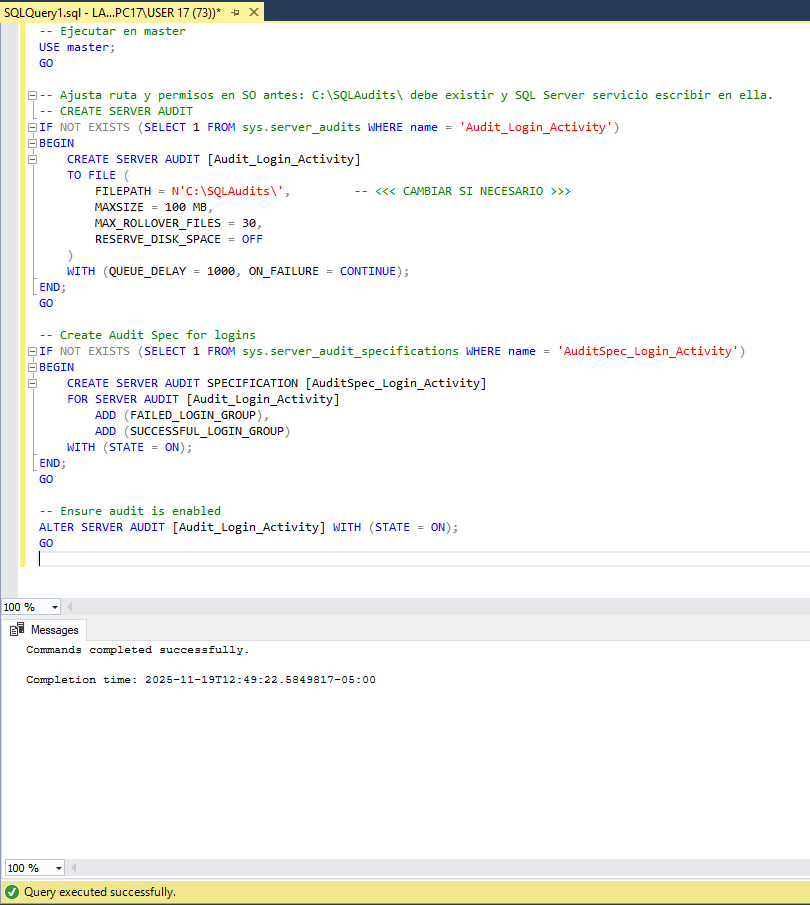 SQLQuery1.sql - LA...PC17\USER 17 (73))*
-- Ejecutar en master
USE master;
GO
-- Ajusta ruta y permisos en SO antes: C:\SQLAudits\ debe existir y SQL Server servicio escribir en ella.
-- CREATE SERVER AUDIT
IF NOT EXISTS (SELECT 1 FROM sys.server_audits WHERE name = 'Audit_Login_Activity')
BEGIN
    CREATE SERVER AUDIT [Audit_Login_Activity]
    TO FILE (
        FILEPATH = N'C:\SQLAudits\',         -- <<< CAMBIAR SI NECESARIO >>>
        MAXSIZE = 100 MB,
        MAX_ROLLOVER_FILES = 30,
        RESERVE_DISK_SPACE = OFF
    )
    WITH (QUEUE_DELAY = 1000, ON_FAILURE = CONTINUE);
END;
GO
-- Create Audit Spec for logins
IF NOT EXISTS (SELECT 1 FROM sys.server_audit_specifications WHERE name = 'AuditSpec_Login_Activity')
BEGIN
    CREATE SERVER AUDIT SPECIFICATION [AuditSpec_Login_Activity]
    FOR SERVER AUDIT [Audit_Login_Activity]
        ADD (FAILED_LOGIN_GROUP),
        ADD (SUCCESSFUL_LOGIN_GROUP)
    WITH (STATE = ON);
END;
GO
-- Ensure audit is enabled
ALTER SERVER AUDIT [Audit_Login_Activity] WITH (STATE = ON);
GO
100 %
Messages
Commands completed successfully.
Completion time: 2025-11-19T12:49:22.5849817-05:00
100 %
Query executed successfully.